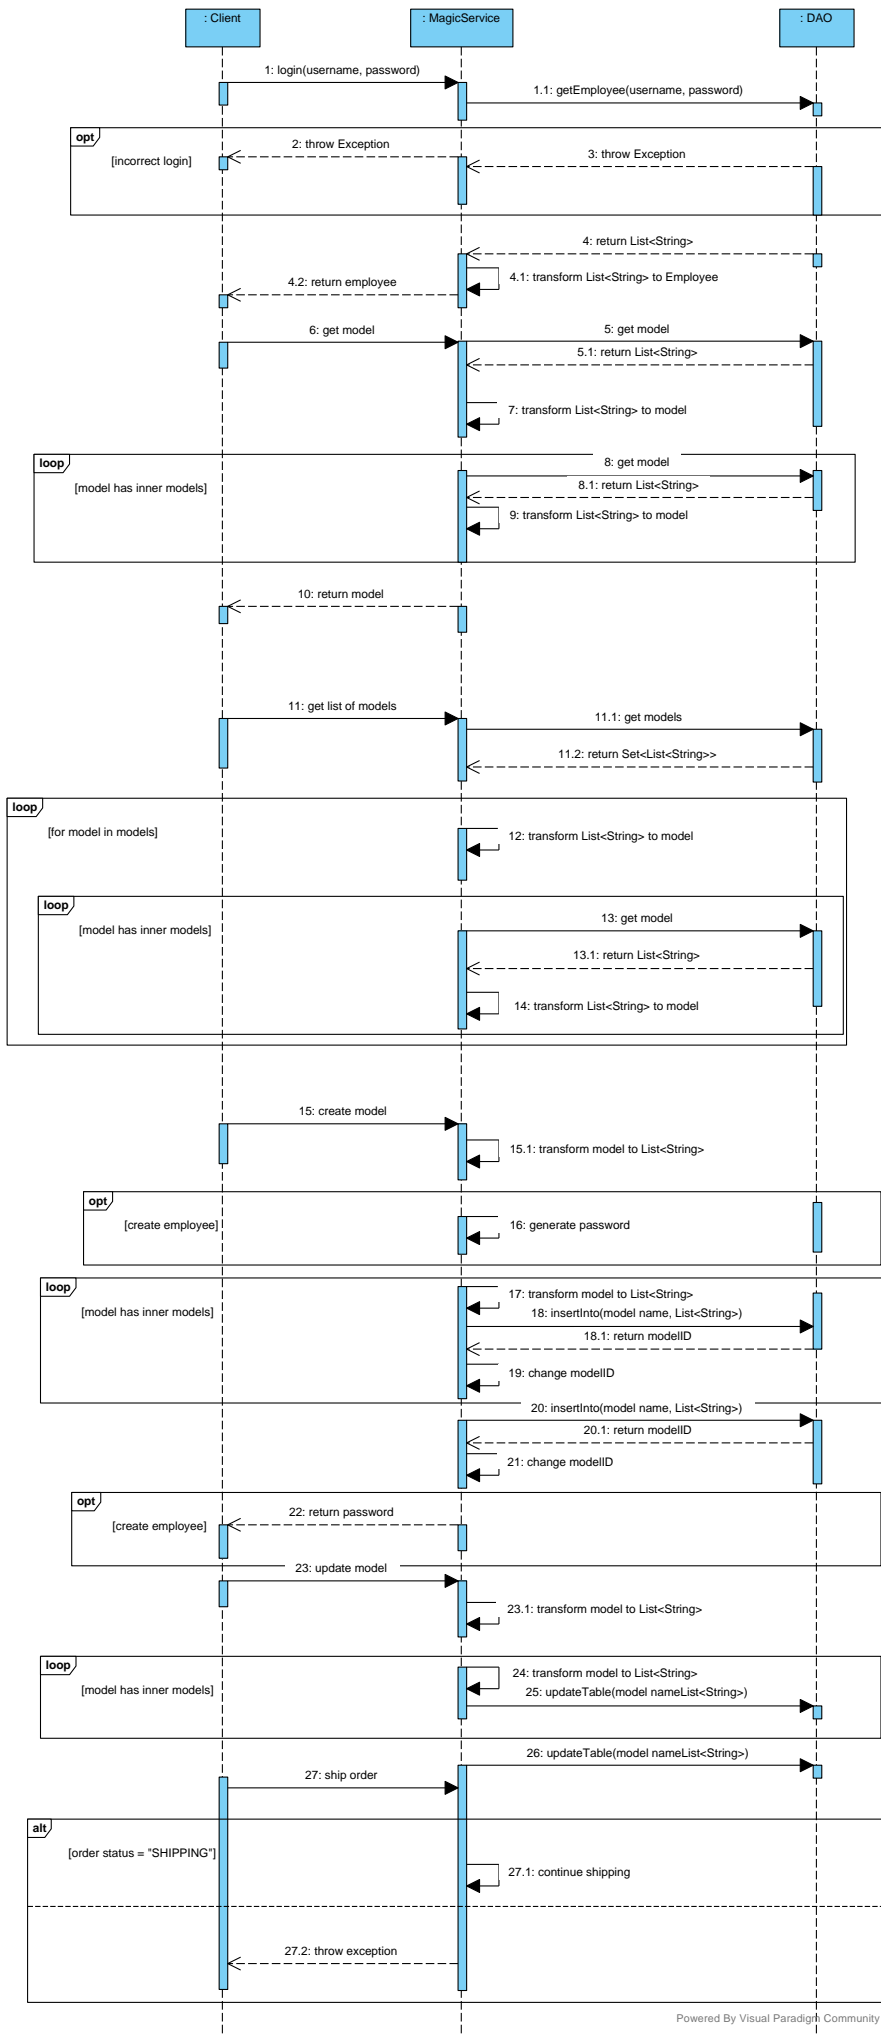 : Client
: MagicService
: DAO
1: login(username, password)
1.1: getEmployee(username, password)
opt
[incorrect login]
2: throw Exception
3: throw Exception
4: return List<String>
4.1: transform List<String> to Employee
4.2: return employee
6: get model
5: get model
5.1: return List<String>
7: transform List<String> to model
loop
[model has inner models]
8: get model
8.1: return List<String>
9: transform List<String> to model
10: return model
11: get list of models
11.1: get models
11.2: return Set<List<String>>
loop
[for model in models]
12: transform List<String> to model
loop
[model has inner models]
13: get model
13.1: return List<String>
14: transform List<String> to model
15: create model
15.1: transform model to List<String>
opt
[create employee]
16: generate password
loop
[model has inner models]
17: transform model to List<String>
18: insertInto(model name, List<String>)
18.1: return modelID
19: change modelID
20: insertInto(model name, List<String>)
20.1: return modelID
21: change modelID
opt
[create employee]
22: return password
23: update model
23.1: transform model to List<String>
loop
[model has inner models]
24: transform model to List<String>
25: updateTable(model nameList<String>)
26: updateTable(model nameList<String>)
27: ship order
alt
[order status = "SHIPPING"]
27.1: continue shipping
27.2: throw exception
Powered By Visual Paradigm Community